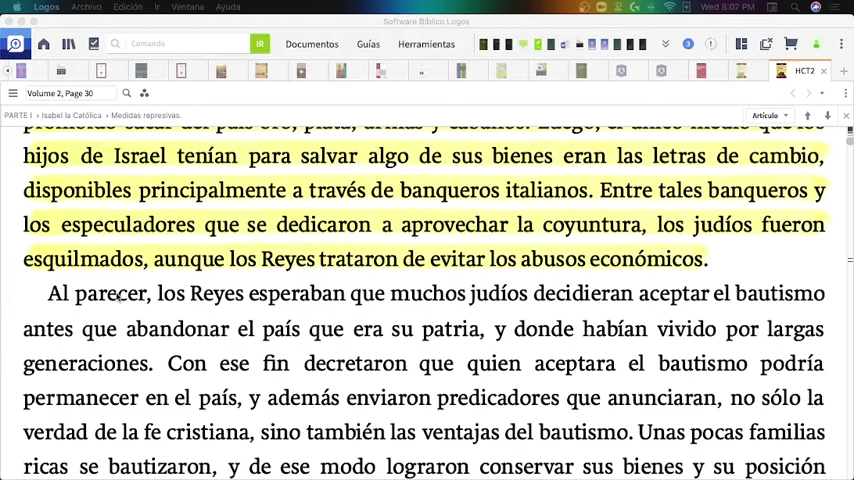 Logos Archivo Edición Ir Ventana Ayuda Wed 8:07 PM
Software Bíblico Logos
Comando IR Documentos Guías Herramientas 3
HCT2
Volume 2, Page 30
PARTE I › Isabel la Católica › Medidas represivas. Artículo
hijos de Israel tenían para salvar algo de sus bienes eran las letras de cambio,
disponibles principalmente a través de banqueros italianos. Entre tales banqueros y
los especuladores que se dedicaron a aprovechar la coyuntura, los judíos fueron
esquilmados, aunque los Reyes trataron de evitar los abusos económicos.
Al parecer, los Reyes esperaban que muchos judíos decidieran aceptar el bautismo
antes que abandonar el país que era su patria, y donde habían vivido por largas
generaciones. Con ese fin decretaron que quien aceptara el bautismo podría
permanecer en el país, y además enviaron predicadores que anunciaran, no sólo la
verdad de la fe cristiana, sino también las ventajas del bautismo. Unas pocas familias
ricas se bautizaron, y de ese modo lograron conservar sus bienes y su posición